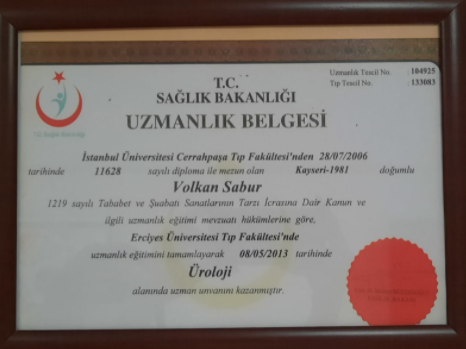 Uzmanlık Tescil No. : 104925
Tıp Tescil No. : 133083
T.C.
SAĞLIK BAKANLIĞI
T.C. Sağlık Bakanlığı
UZMANLIK BELGESİ
İstanbul Üniversitesi Cerrahpaşa Tıp Fakültesi'nden 28/07/2006
tarihinde 11628 sayılı diploma ile mezun olan Kayseri-1981 doğumlu
Volkan Sabur
1219 sayılı Tababet ve Şuabatı Sanatlarının Tarzı İcrasına Dair Kanun ve
ilgili uzmanlık eğitimi mevzuatı hükümlerine göre,
Erciyes Üniversitesi Tıp Fakültesi'nde
uzmanlık eğitimini tamamlayarak 08/05/2013 tarihinde
Üroloji
alanında uzman unvanını kazanmıştır.